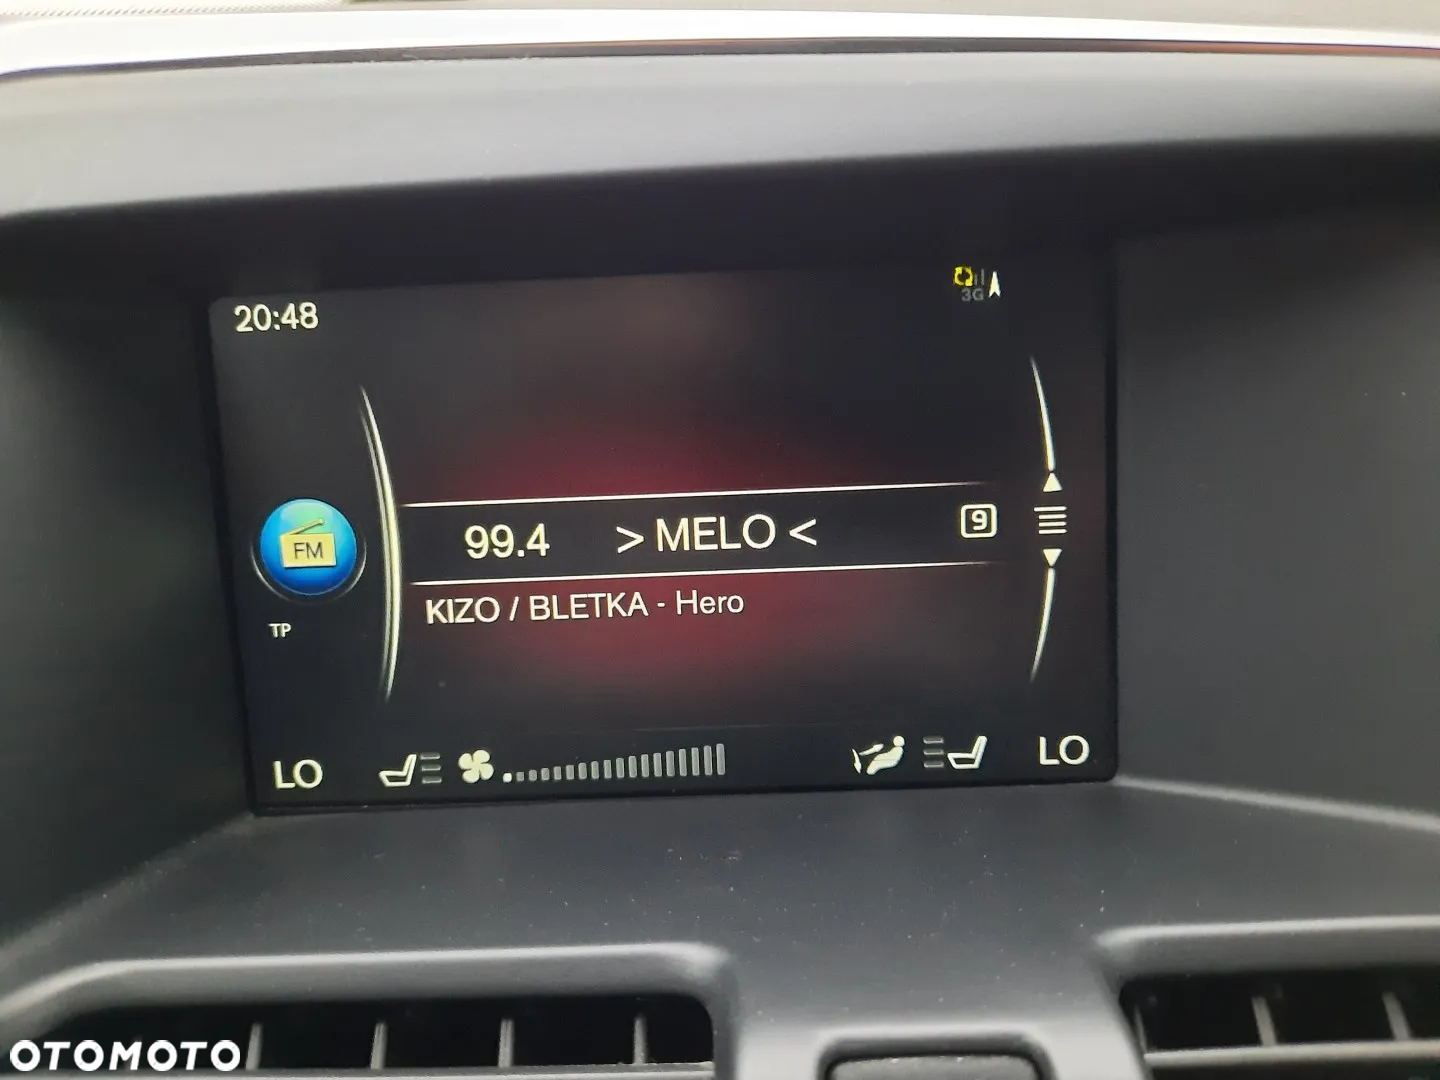 20:48
3G
99.4 > MELO < 9
FM
KIZO / BLETKA - Hero
TP
LO LO
OTOMOTO